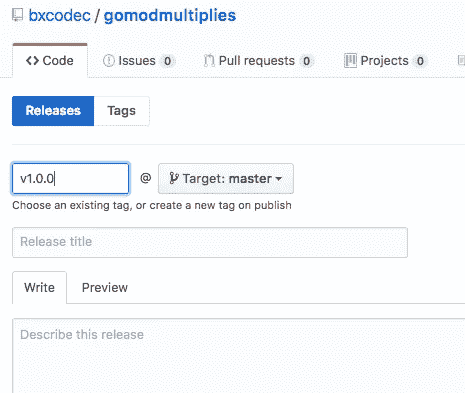 bxcodec / gomodmultiplies
Code Issues 0 Pull requests 0 Projects 0
Releases Tags
v1.0.0 @ Target: master
Choose an existing tag, or create a new tag on publish
Release title
Write Preview
Describe this release